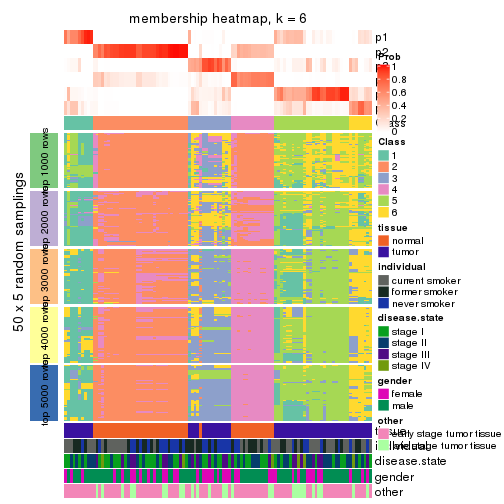 membership heatmap, k = 6
p1
p2
Prob
1
0.8
0.6
0.4
0.2
0
Class
1
2
3
4
5
6
tissue
normal
tumor
individual
current smoker
former smoker
never smoker
disease.state
stage I
stage II
stage III
stage IV
gender
female
male
other
early stage tumor tissue
stage tumor tissue
50 x 5 random samplings
top 1000 rows
top 2000 rows
top 3000 rows
top 4000 rows
top 5000 rows
tissue
individual
disease.state
gender
other